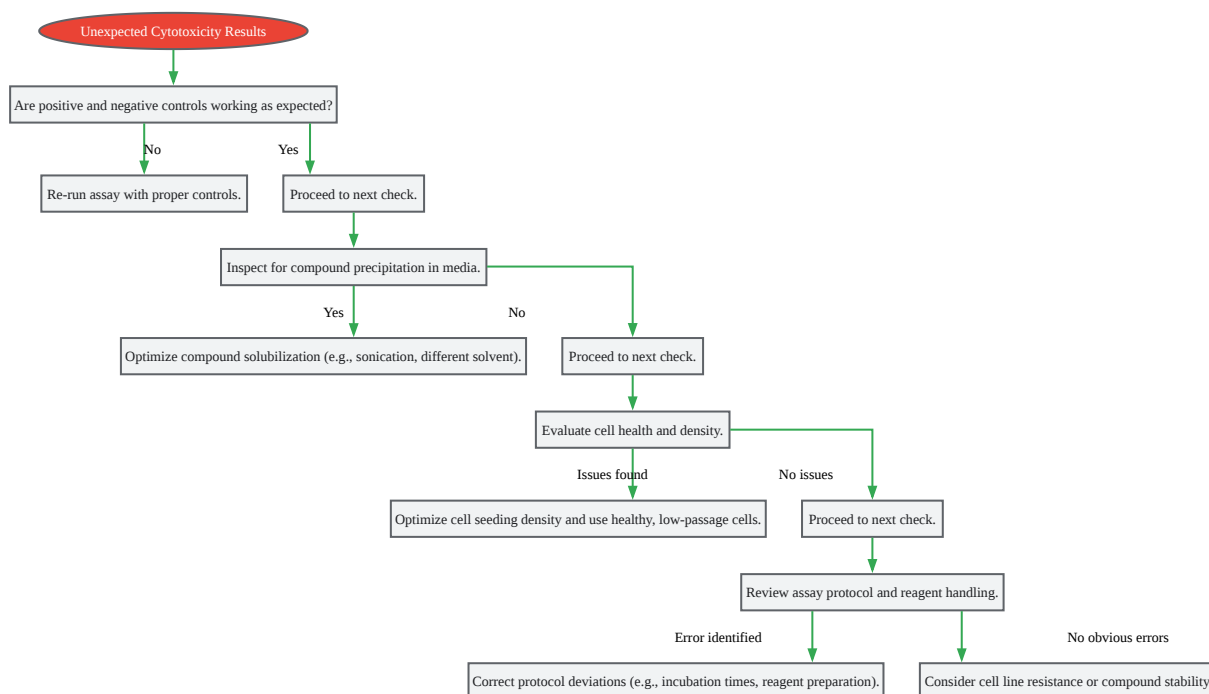 Unexpected Cytotoxicity Results
Are positive and negative controls working as expected?
No
Yes
Re-run assay with proper controls.
Proceed to next check.
Inspect for compound precipitation in media.
Yes
No
Optimize compound solubilization (e.g., sonication, different solvent).
Proceed to next check.
Evaluate cell health and density.
Issues found
No issues
Optimize cell seeding density and use healthy, low-passage cells.
Proceed to next check.
Review assay protocol and reagent handling.
Error identified
No obvious errors
Correct protocol deviations (e.g., incubation times, reagent preparation).
Consider cell line resistance or compound stability